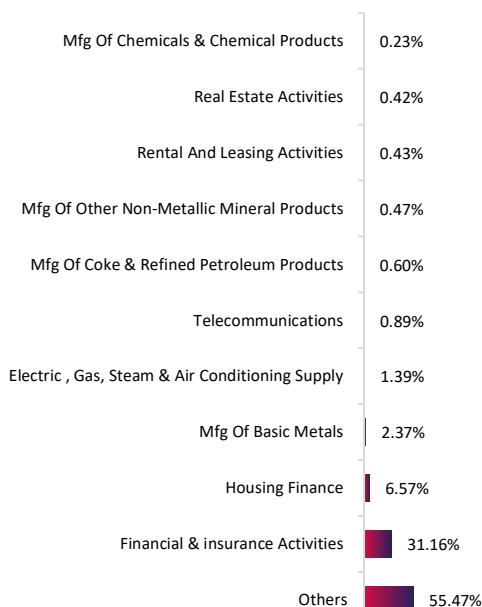 Mfg Of Chemicals & Chemical Products 0.23%
Real Estate Activities 0.42%
Rental And Leasing Activities 0.43%
Mfg Of Other Non-Metallic Mineral Products 0.47%
Mfg Of Coke & Refined Petroleum Products 0.60%
Telecommunications 0.89%
Electric , Gas, Steam & Air Conditioning Supply 1.39%
Mfg Of Basic Metals 2.37%
Housing Finance 6.57%
Financial & insurance Activities 31.16%
Others 55.47%